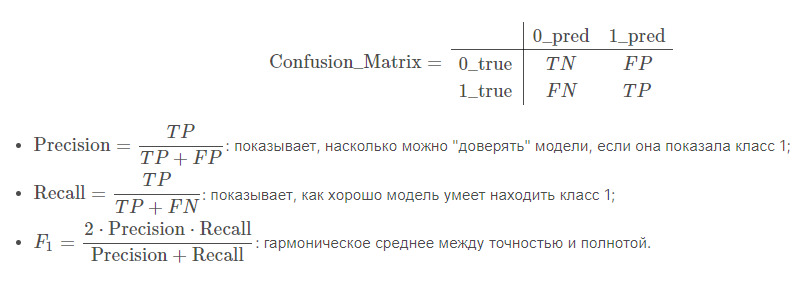 0_pred 1_pred
Confusion_Matrix = 0_true TN FP
1_true FN TP
• Precision = TP / (TP + FP) : показывает, насколько можно "доверять" модели, если она показала класс 1;
• Recall = TP / (TP + FN) : показывает, как хорошо модель умеет находить класс 1;
• F₁ = 2 · Precision · Recall / (Precision + Recall) : гармоническое среднее между точностью и полнотой.